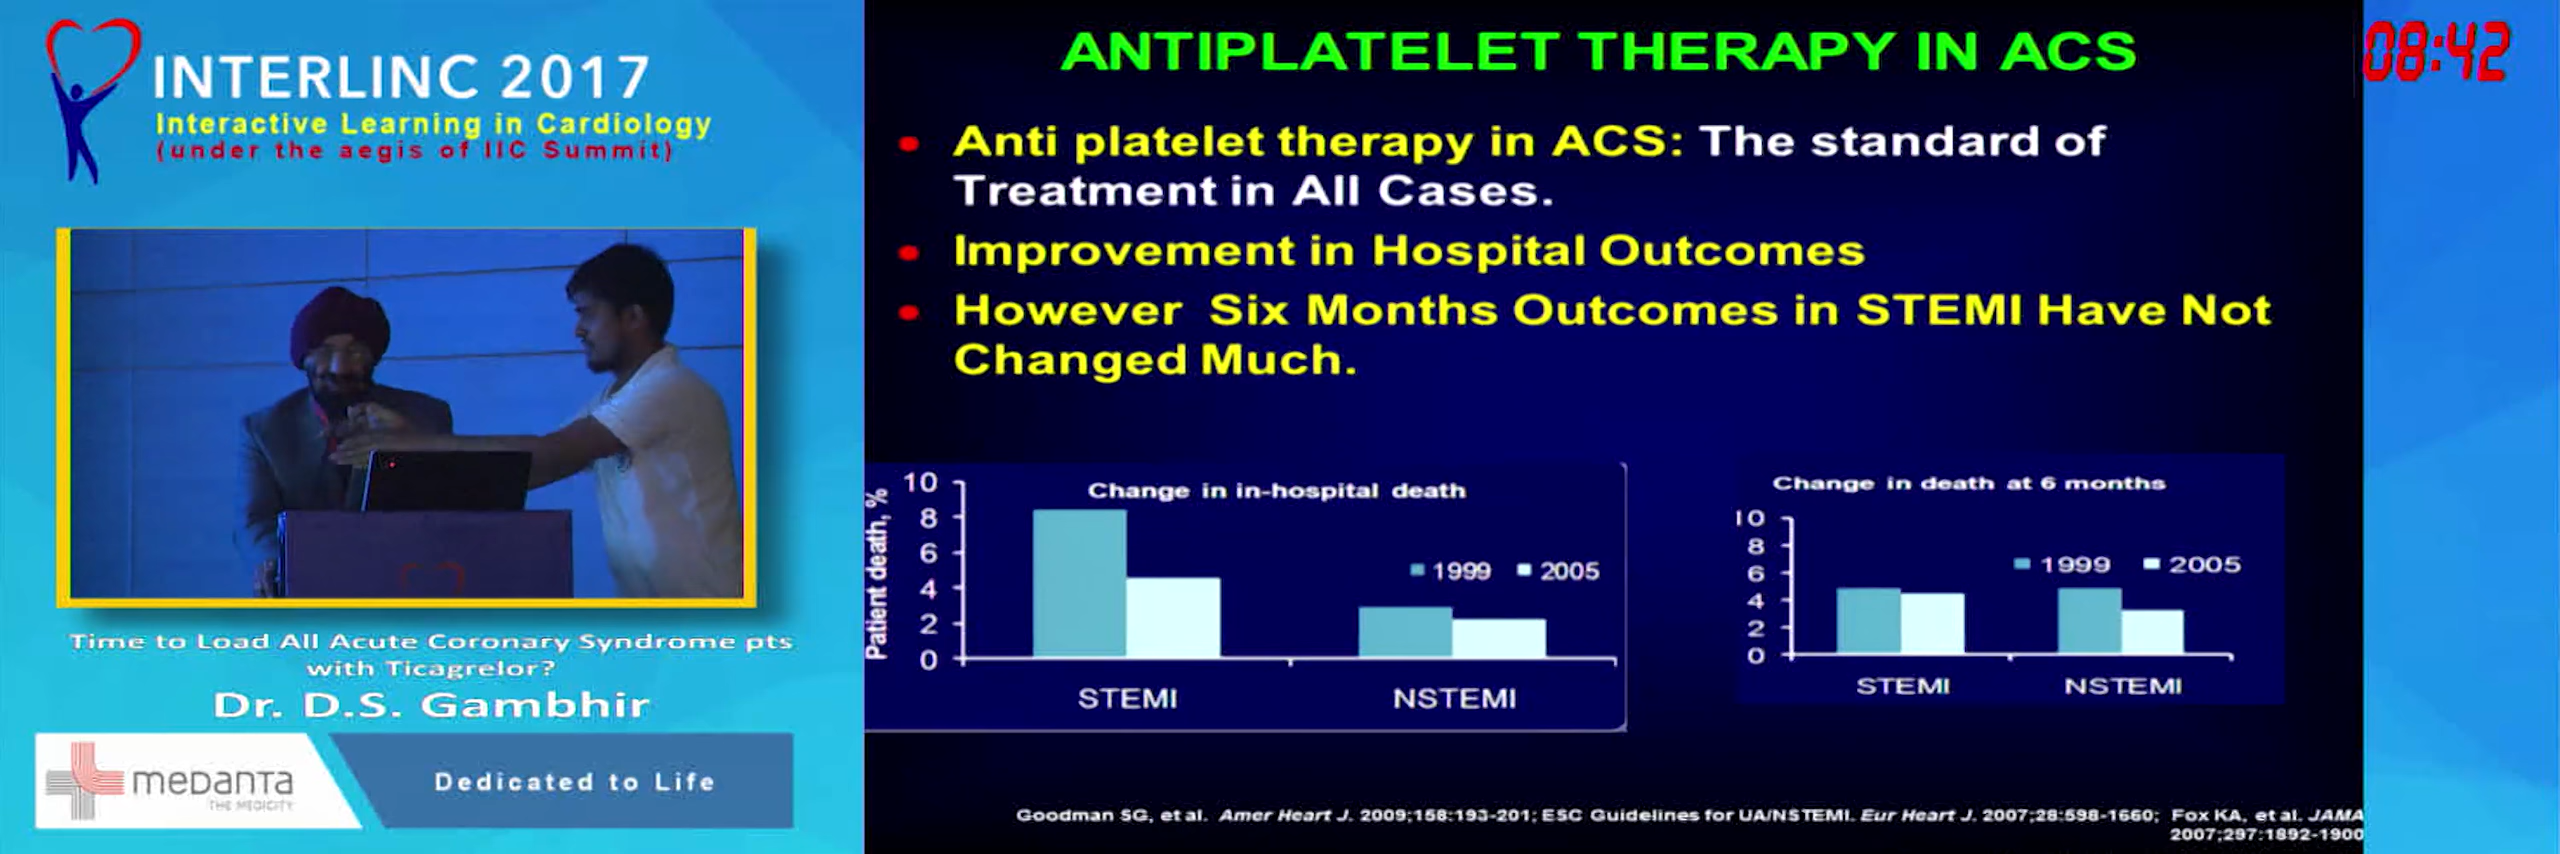 INTERLINC 2017
Interactive Learning in Cardiology
(under the aegis of IIC Summit)
Time to Load All Acute Coronary Syndrome pts
with Ticagrelor?
Dr. D.S. Gambhir
meDanTa
THE MEDICITY
Dedicated to Life
ANTIPLATELET THERAPY IN ACS
08:42
Anti platelet therapy in ACS: The standard of
Treatment in All Cases.
Improvement in Hospital Outcomes
However Six Months Outcomes in STEMI Have Not
Changed Much.
Change in in-hospital death
Patient death, %
10
8
6
4
2
0
1999 2005
STEMI NSTEMI
Change in death at 6 months
10
8
6
4
2
0
1999 2005
STEMI NSTEMI
Goodman SG, et al. Amer Heart J. 2009;158:193-201; ESC Guidelines for UA/NSTEMI. Eur Heart J. 2007;28:598-1660; Fox KA, et al. JAMA
2007;297:1892-1900